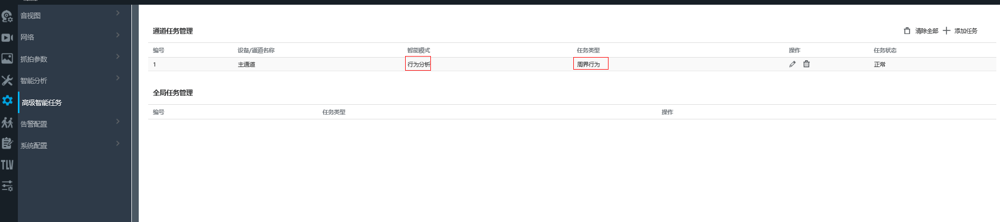 音视图
网络
抓拍参数
智能分析
高级智能任务
告警配置
系统配置
TLV
通道任务管理
清除全部 添加任务
编号 设备/通道名称 智能模式 任务类型 操作 任务状态
1 主通道 行为分析 周界行为 正常
全局任务管理
编号 任务类型 操作